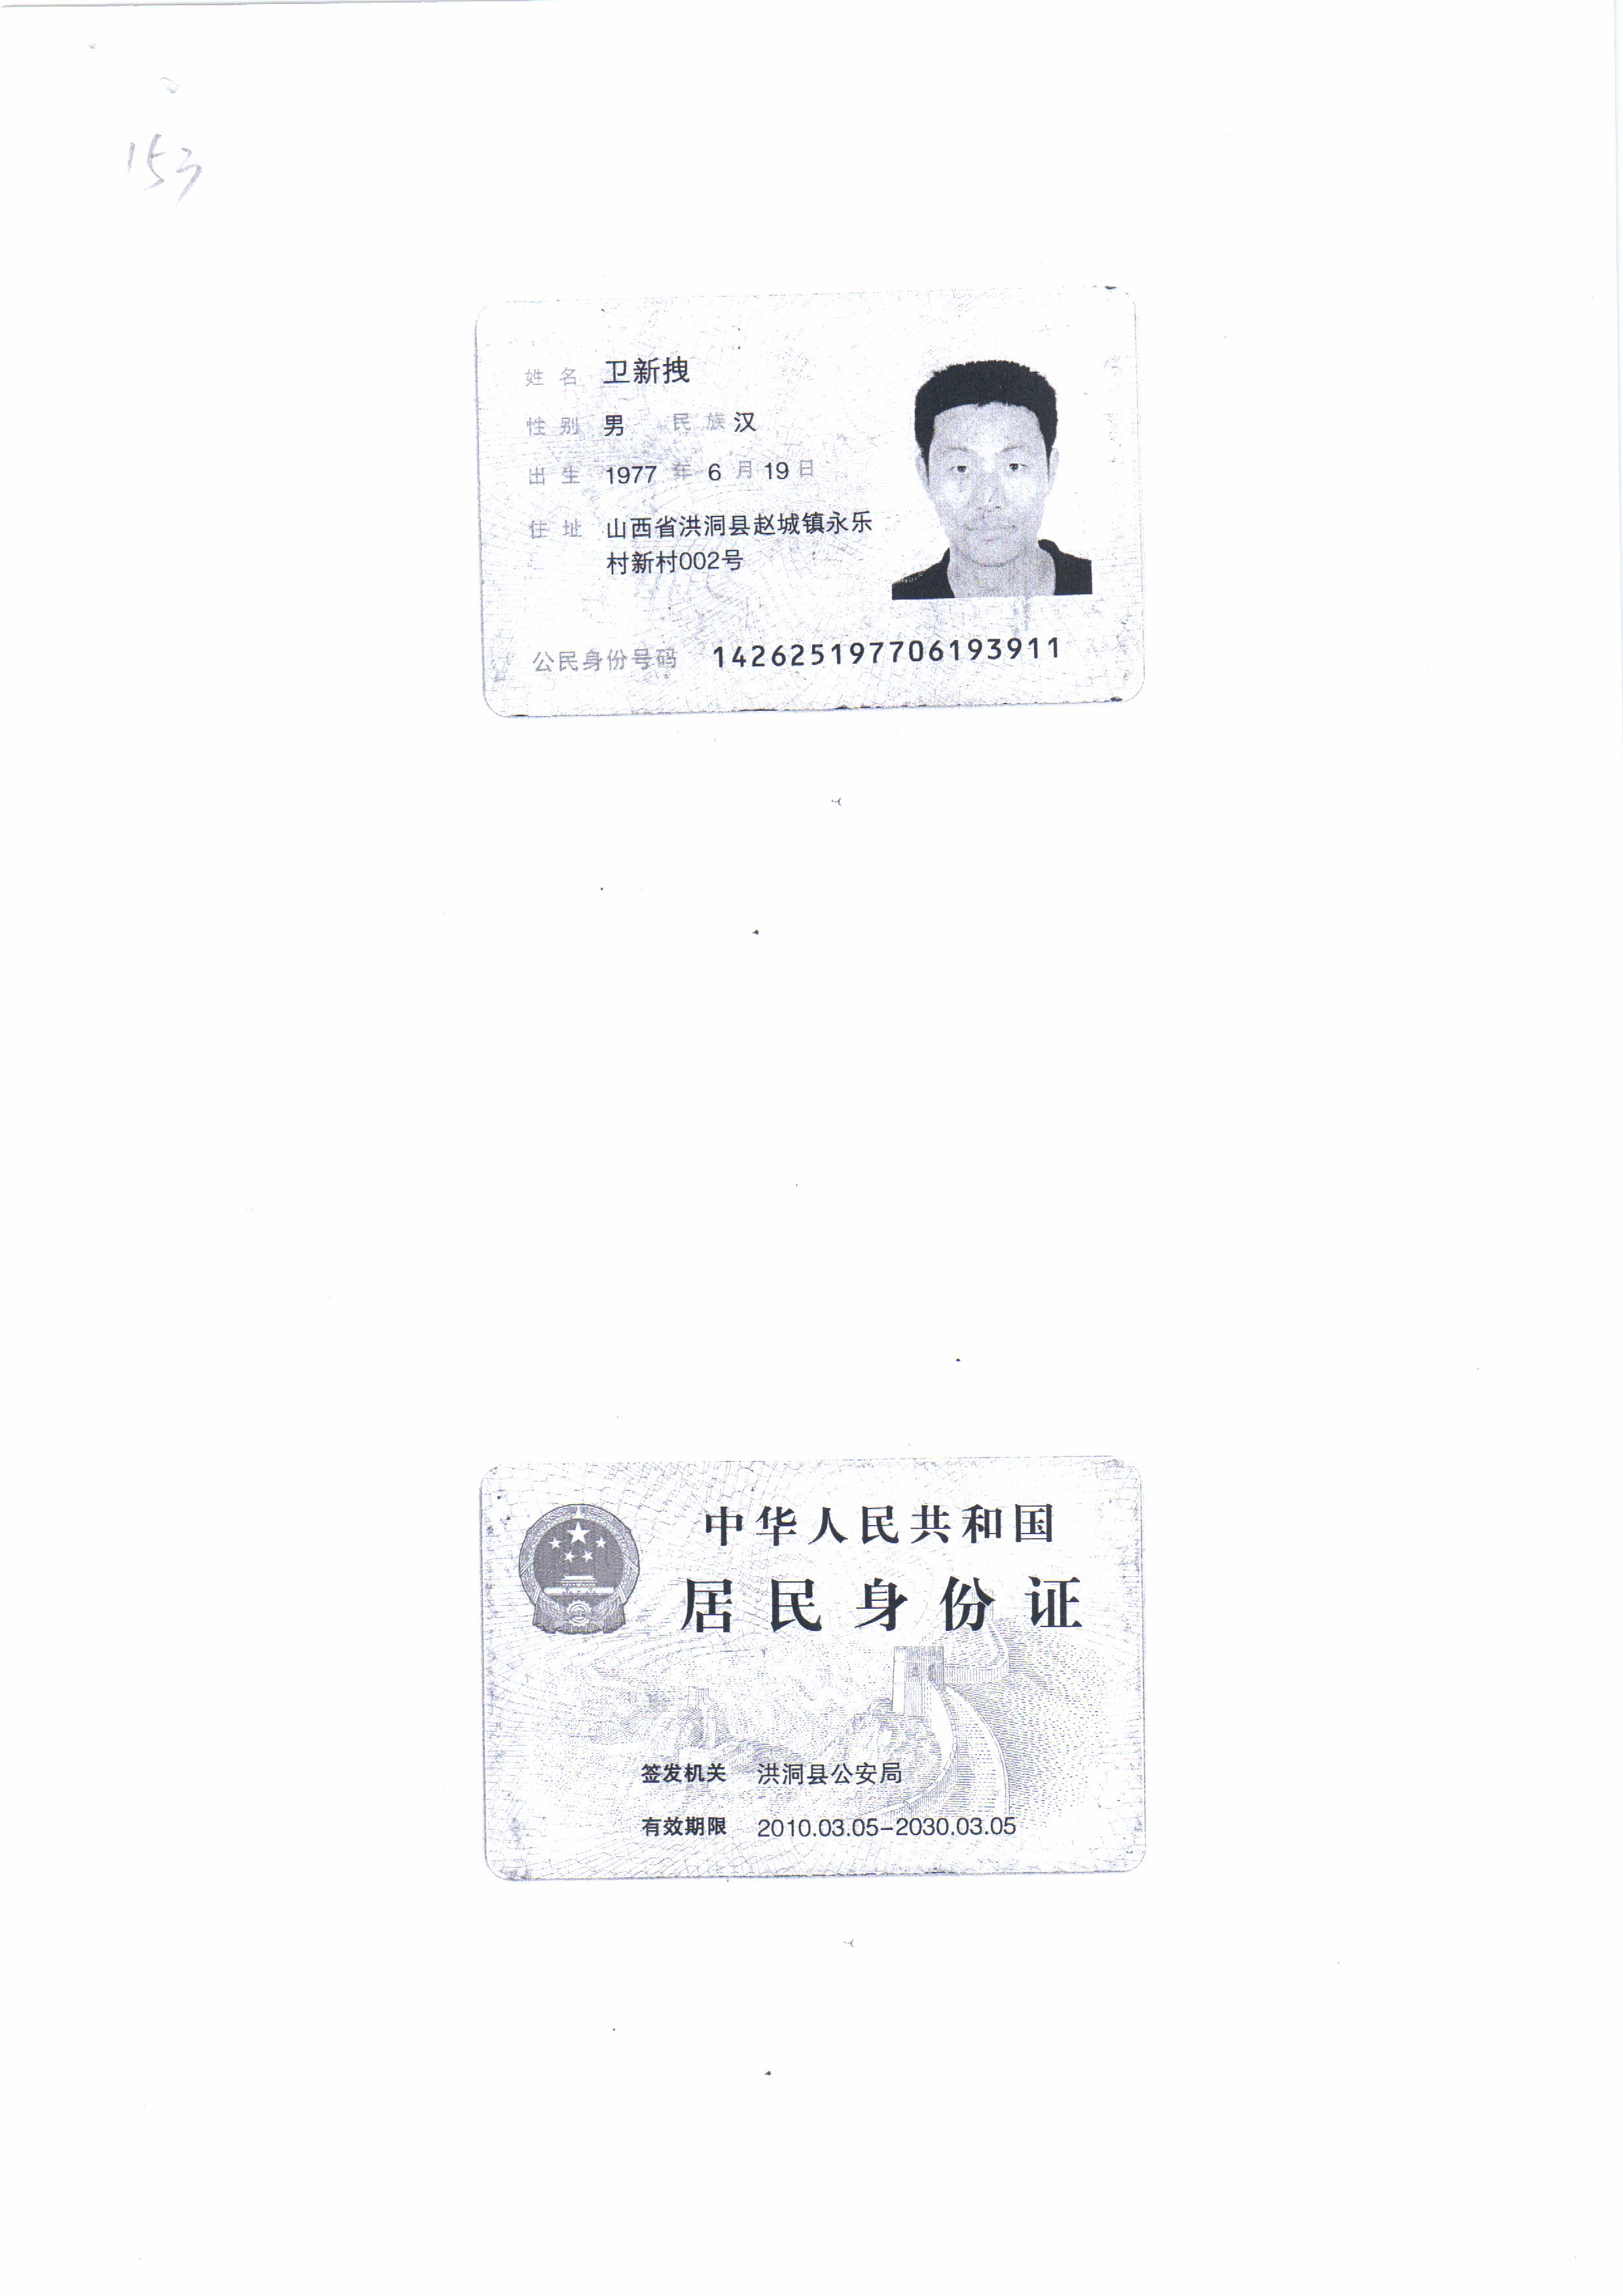 153
姓名 卫新拽
性别 男 民族 汉
出生 1977 年 6 月 19 日
住址 山西省洪洞县赵城镇永乐
村新村002号
公民身份号码 142625197706193911
中华人民共和国
居民身份证
签发机关 洪洞县公安局
有效期限 2010.03.05-2030.03.05